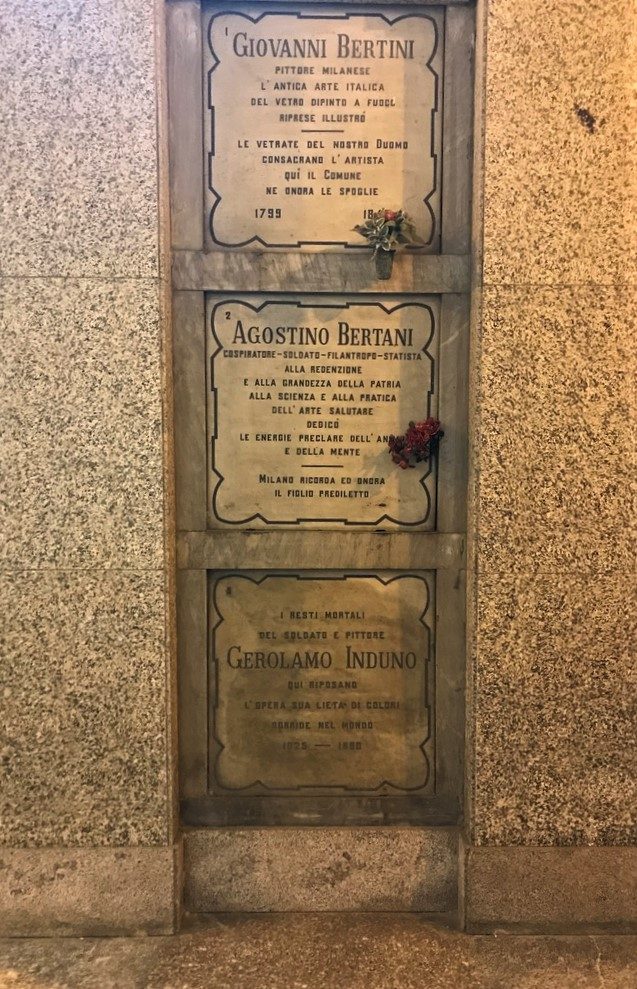 1
GIOVANNI BERTINI
PITTORE MILANESE
L'ANTICA ARTE ITALICA
DEL VETRO DIPINTO A FUOCO
RIPRESE ILLUSTRÒ
LE VETRATE DEL NOSTRO DUOMO
CONSACRANO L'ARTISTA
QUÌ IL COMUNE
NE ONORA LE SPOGLIE
1799
2
AGOSTINO BERTANI
COSPIRATORE-SOLDATO-FILANTROPO-STATISTA
ALLA REDENZIONE
E ALLA GRANDEZZA DELLA PATRIA
ALLA SCIENZA E ALLA PRATICA
DELL'ARTE SALUTARE
DEDICÒ
LE ENERGIE PRECLARE DELL'
E DELLA MENTE
MILANO RICORDA ED ONORA
IL FIGLIO PREDILETTO
I RESTI MORTALI
DEL SOLDATO E PITTORE
GEROLAMO INDUNO
QUI RIPOSANO
L'OPERA SUA LIETA DI COLORI
SORRIDE NEL MONDO
1825 — 1890